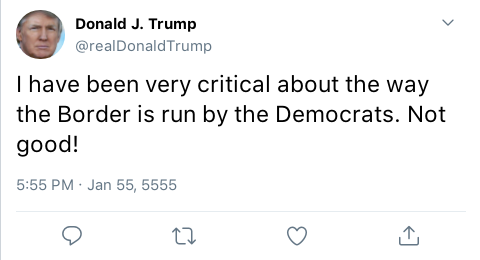 Donald J. Trump
@realDonaldTrump
I have been very critical about the way
the Border is run by the Democrats. Not
good!
5:55 PM · Jan 55, 5555